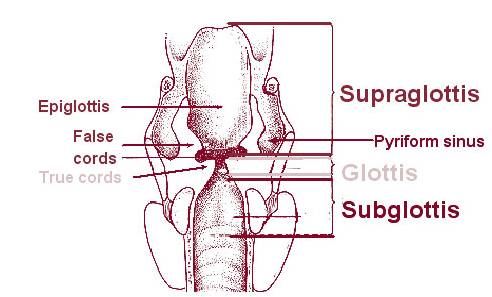 Supraglottis
Epiglottis
False
cords
Pyriform sinus
True cords
Glottis
Subglottis